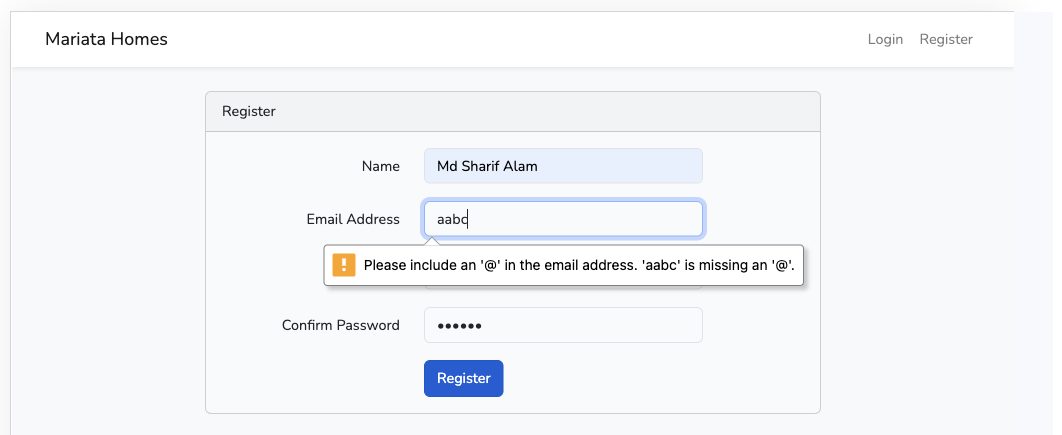 Mariata Homes
Login Register
Register
Name Md Sharif Alam
Email Address aabc
Please include an '@' in the email address. 'aabc' is missing an '@'.
Confirm Password ••••••
Register